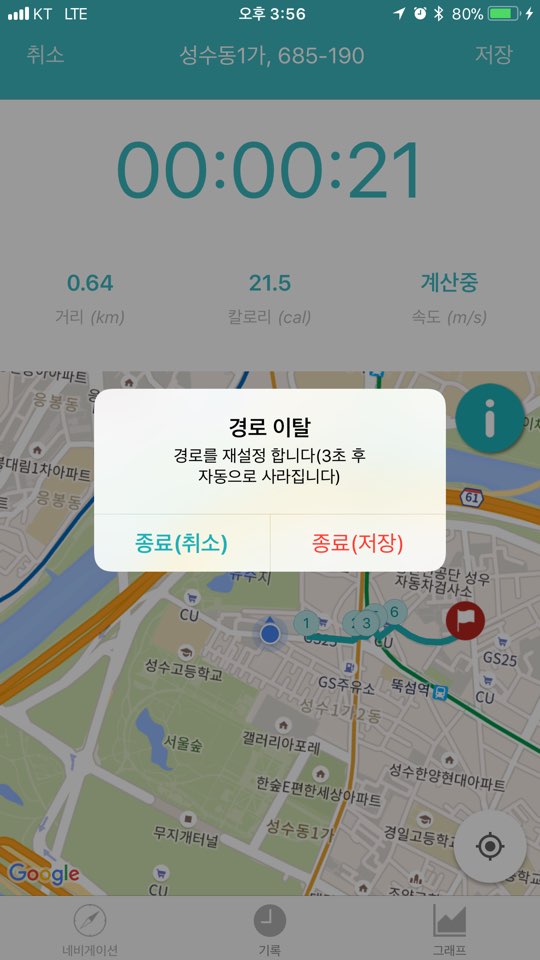 KT LTE 오후 3:56 80%
취소 성수동1가, 685-190 저장
00:00:21
0.64 21.5 계산중
거리 (km) 칼로리 (cal) 속도 (m/s)
응봉동
봉대림1차아파트
응봉동
경로 이탈
경로를 재설정 합니다(3초 후
자동으로 사라집니다)
종료(취소) 종료(저장)
61
유수지
성우
자동차검사소
CU
1 3 6
GS25
CU
GS25
성수고등학교
GS주유소
뚝섬역
CU
성수1가2동
서울숲
갤러리아포레
성수한양현대아파트
한숲E편한세상아파트
무지개터널
성수동1가
경일고등학교
CU
Google
네비게이션 기록 그래프